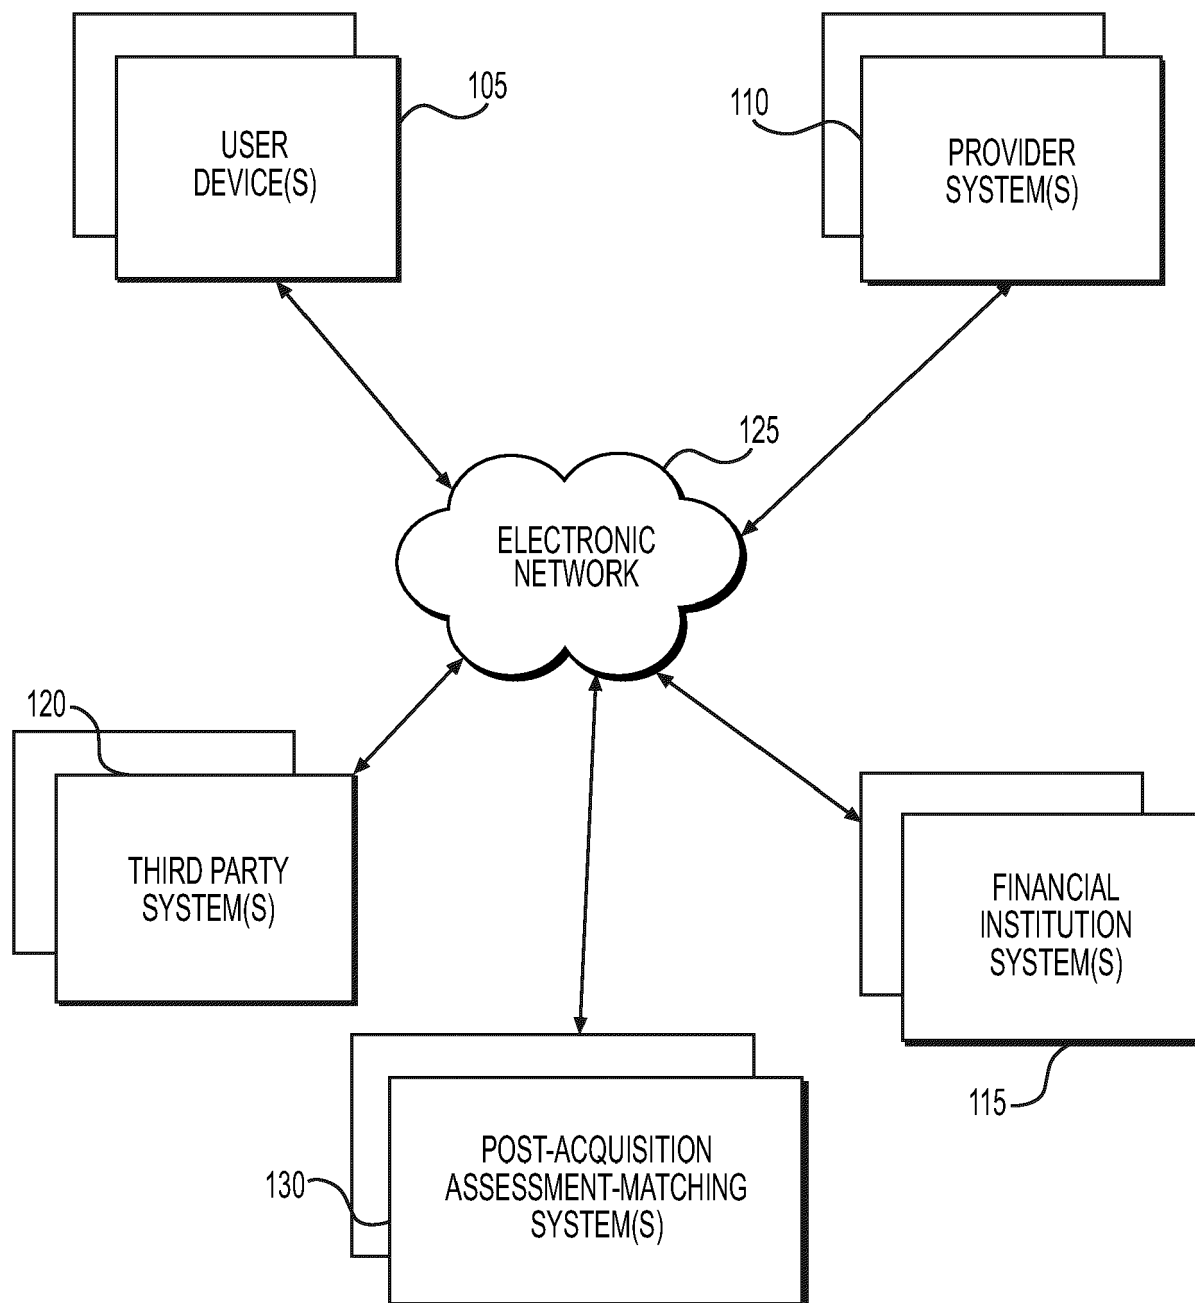 105
USER
DEVICE(S)
110
PROVIDER
SYSTEM(S)
125
ELECTRONIC
NETWORK
120
THIRD PARTY
SYSTEM(S)
FINANCIAL
INSTITUTION
SYSTEM(S)
115
POST-ACQUISITION
ASSESSMENT-MATCHING
SYSTEM(S)
130